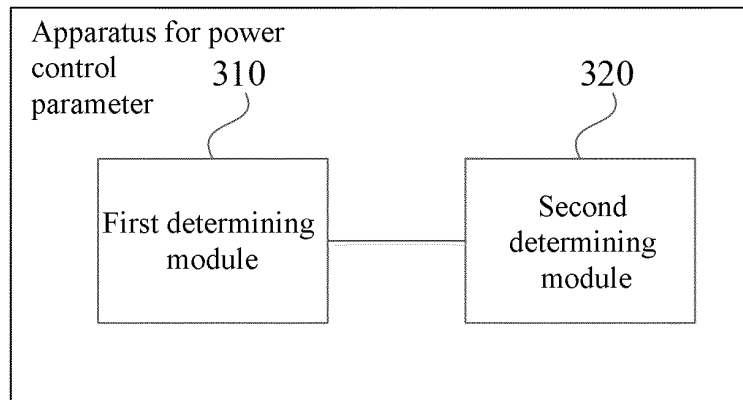 Apparatus for power
control
parameter
310
320
First determining
module
Second
determining
module